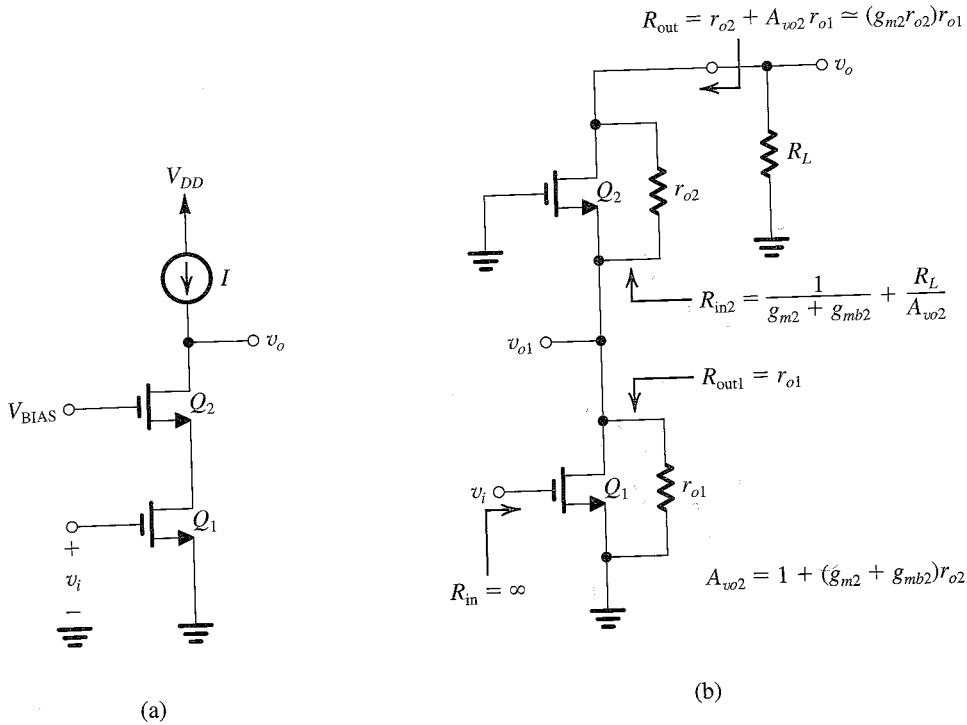 R_out = r_o2 + A_vo2 r_o1 ≃ (g_m2 r_o2)r_o1
v_o
R_L
Q_2
r_o2
R_in2 = 1/(g_m2 + g_mb2) + R_L/A_vo2
v_o1
R_out1 = r_o1
v_i
Q_1
r_o1
R_in = ∞
A_vo2 = 1 + (g_m2 + g_mb2)r_o2
(b)
V_DD
I
v_o
V_BIAS
Q_2
Q_1
+
v_i
−
(a)